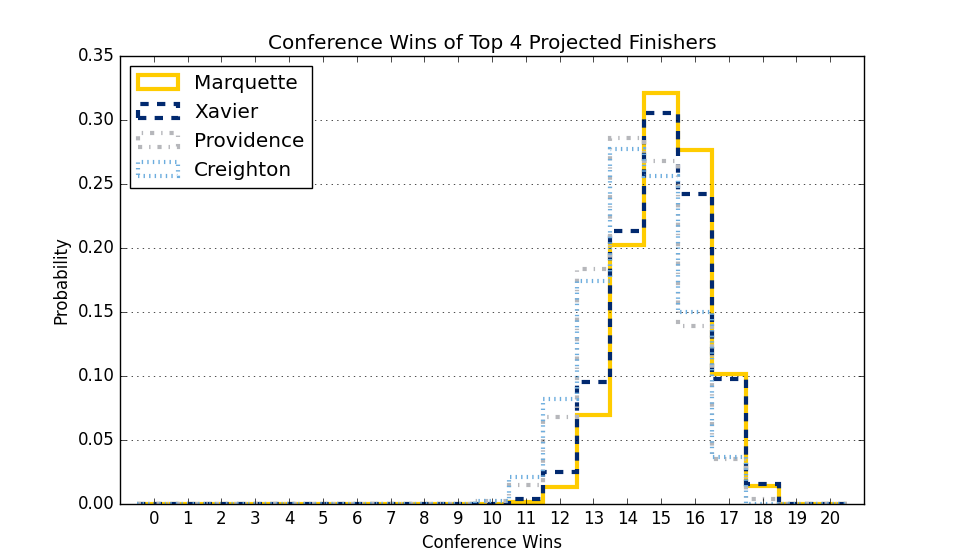 Conference Wins of Top 4 Projected Finishers
Marquette
Xavier
Providence
Creighton
Probability
0.35
0.30
0.25
0.20
0.15
0.10
0.05
0.00
0 1 2 3 4 5 6 7 8 9 10 11 12 13 14 15 16 17 18 19 20
Conference Wins